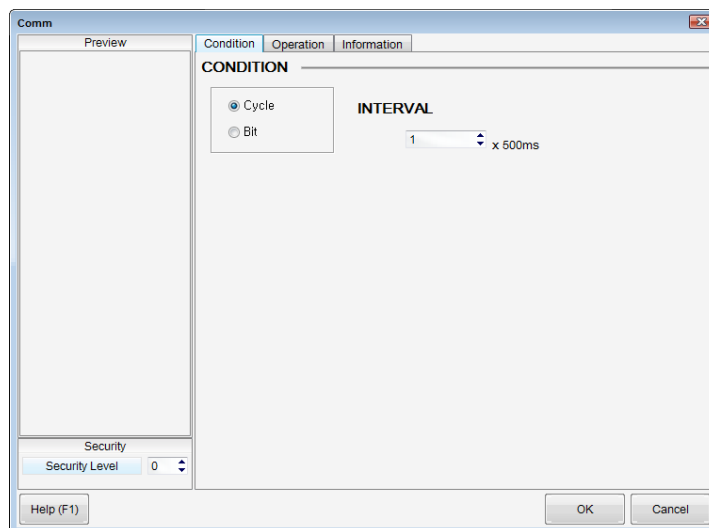 Comm
Preview
Condition Operation Information
CONDITION
Cycle
Bit
INTERVAL
1 x 500ms
Security
Security Level 0
Help (F1)
OK Cancel